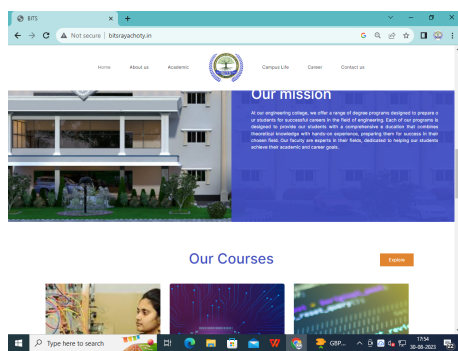 BITS
Not secure | bitsrayachoty.in
Home About us Academic Campus Life Career Contact us
Our mission
At our engineering collage, we offer a range of degree programs designed to prepare o
ur students for successful careers in the field of engineering. Each of our programs is
designed to provide our students with a comprehensive a ducation that combines
theoretical knowledge with hands-on experience, preparing them for success in their
chosen field. Our faculty are experts in their fields, dedicated to helping our students
achieve their academic and career goals.
Our Courses
Explore
Type here to search
GBP...
17:54
30-08-2023